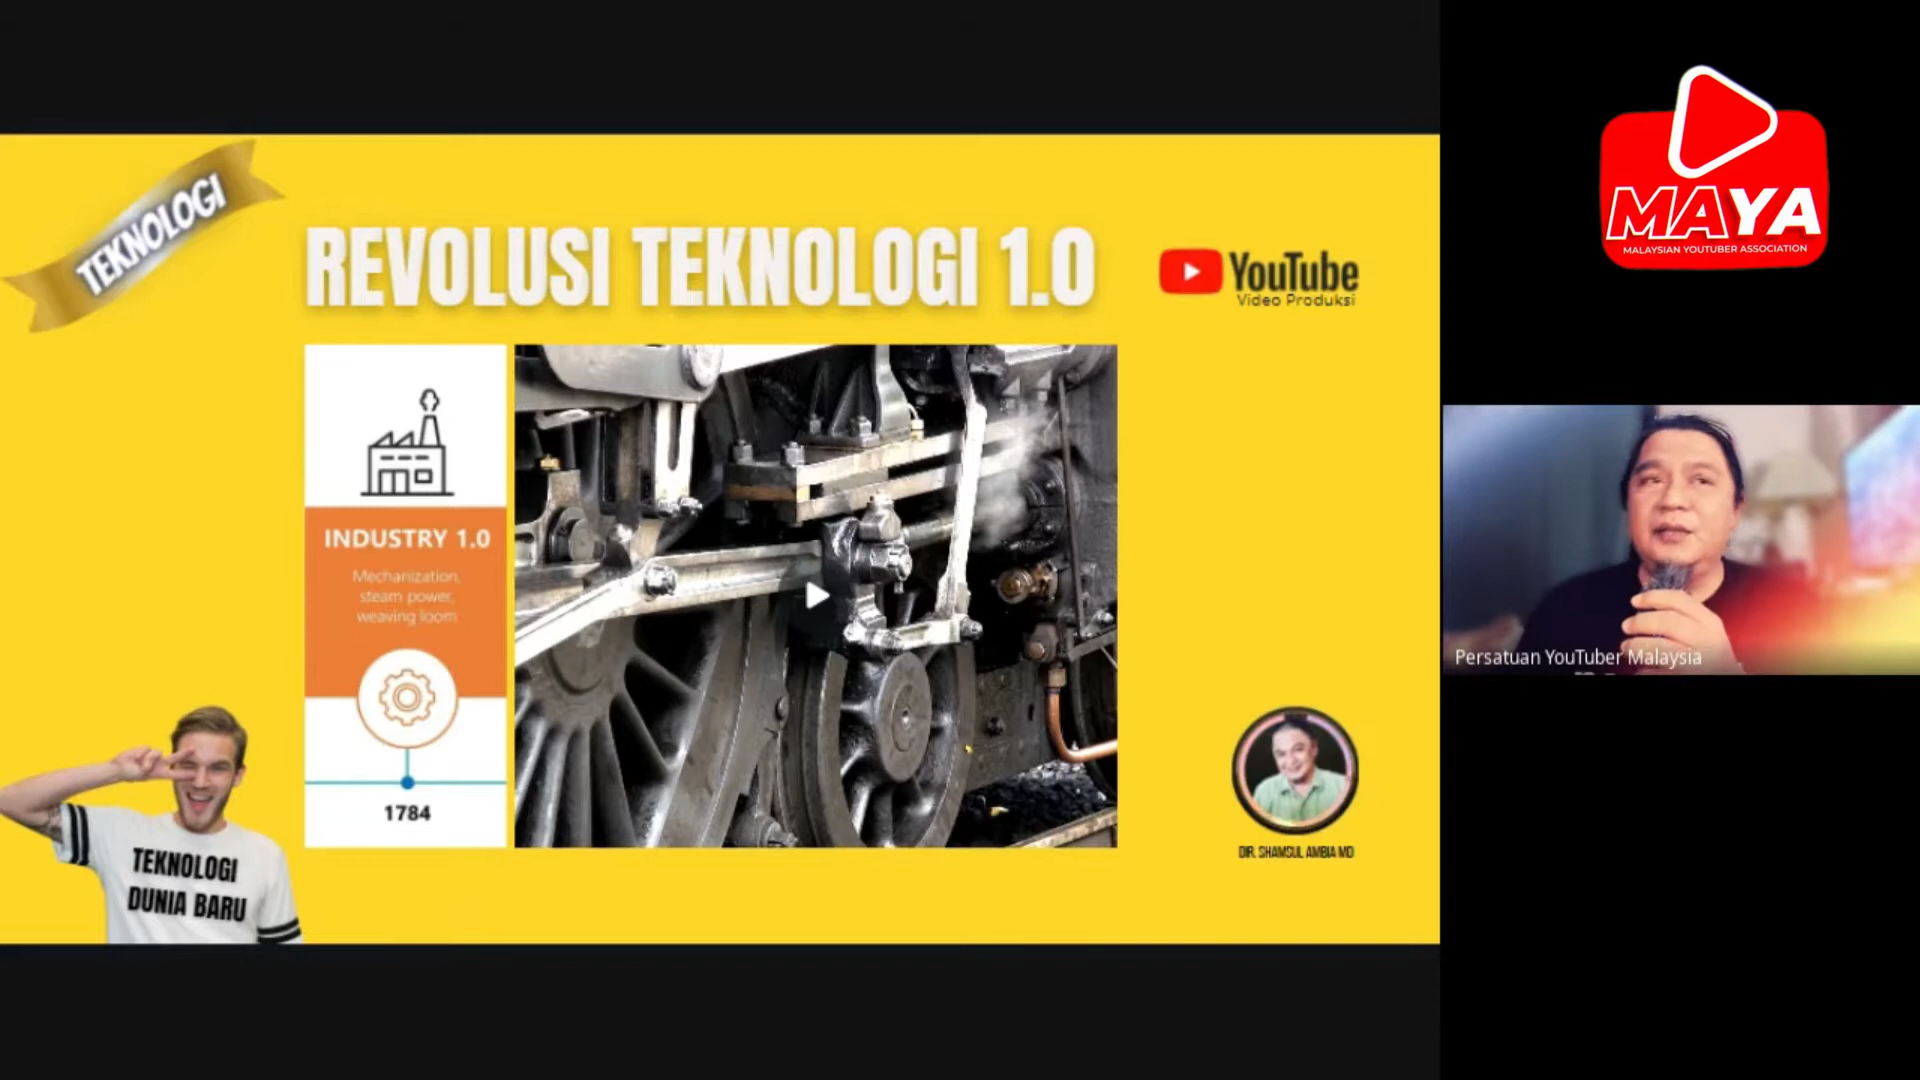 TEKNOLOGI
REVOLUSI TEKNOLOGI 1.0
YouTube
Video Produksi
INDUSTRY 1.0
Mechanization,
steam power,
weaving loom
1784
TEKNOLOGI
DUNIA BARU
DIR. SHAMSUL AMBIA MD
MAYA
MALAYSIAN YOUTUBER ASSOCIATION
Persatuan YouTuber Malaysia